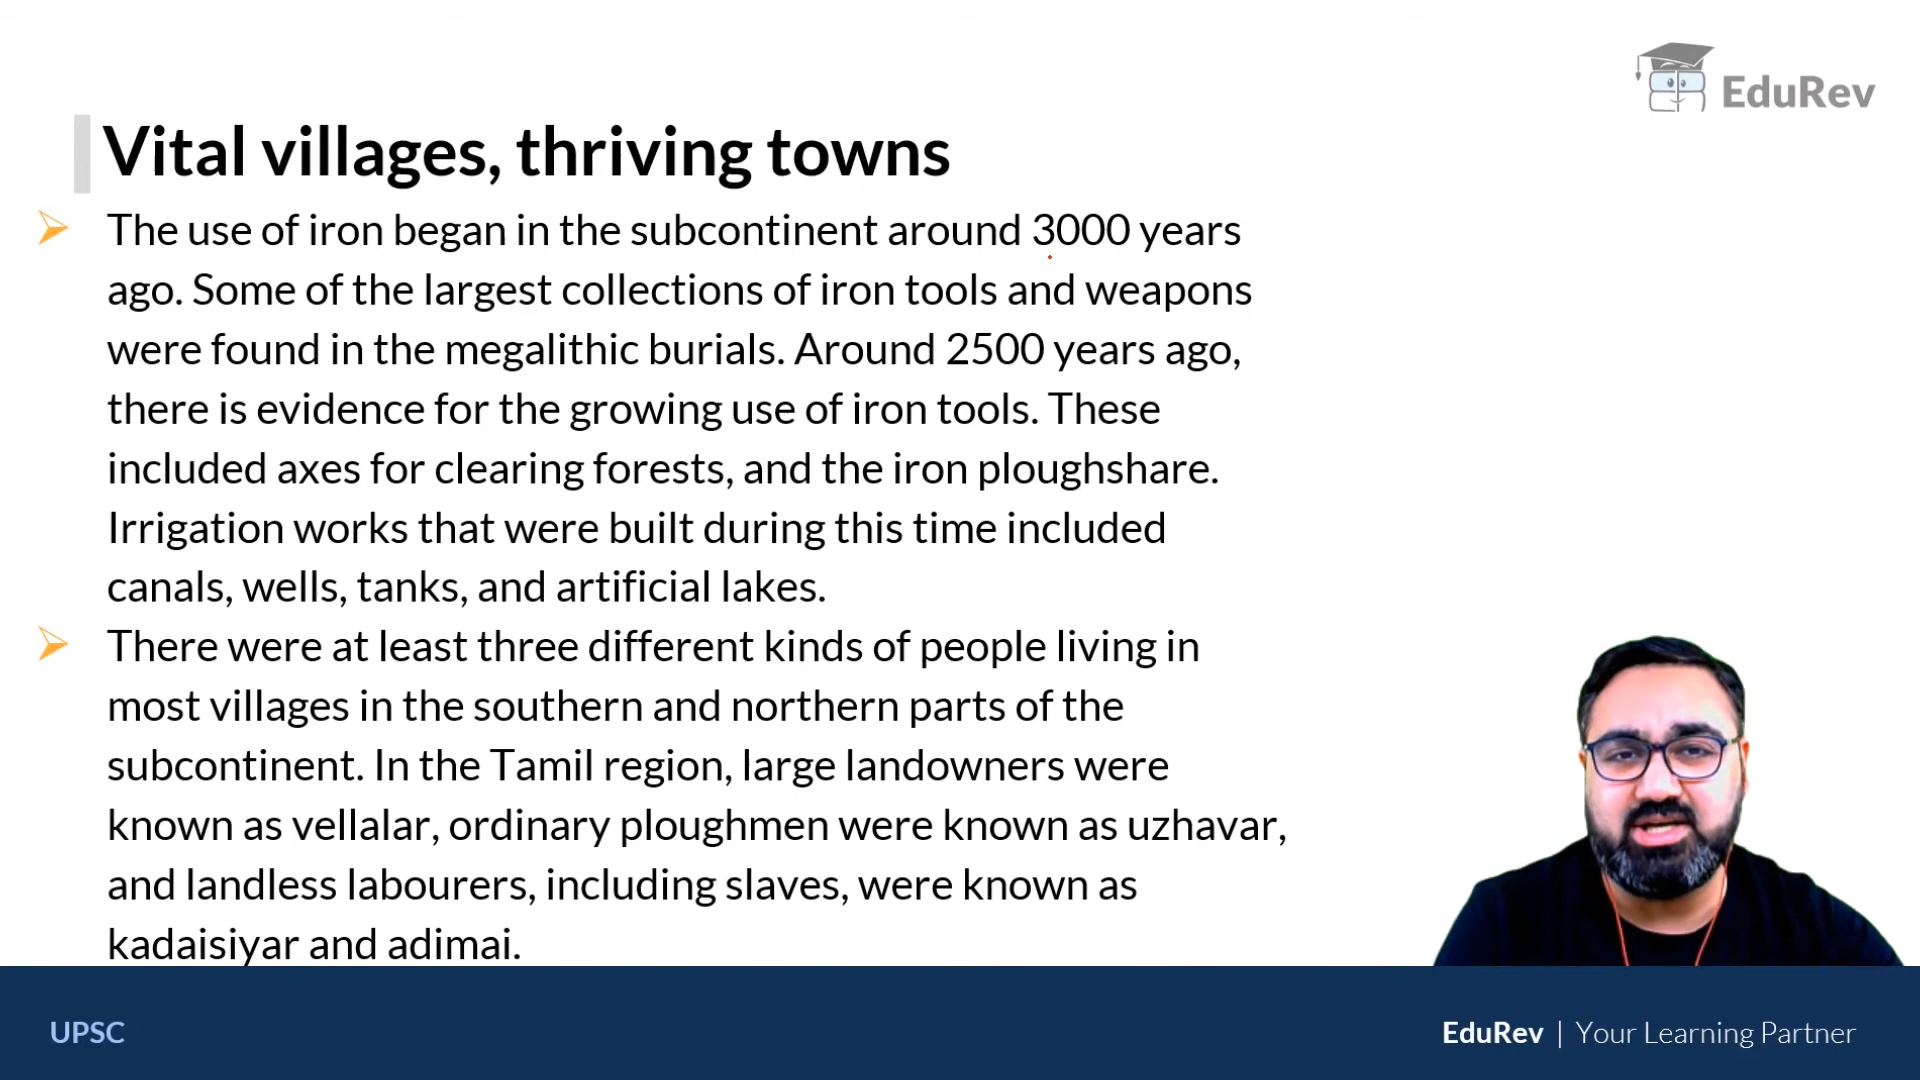 EduRev
Vital villages, thriving towns
The use of iron began in the subcontinent around 3000 years
ago. Some of the largest collections of iron tools and weapons
were found in the megalithic burials. Around 2500 years ago,
there is evidence for the growing use of iron tools. These
included axes for clearing forests, and the iron ploughshare.
Irrigation works that were built during this time included
canals, wells, tanks, and artificial lakes.
There were at least three different kinds of people living in
most villages in the southern and northern parts of the
subcontinent. In the Tamil region, large landowners were
known as vellalar, ordinary ploughmen were known as uzhavar,
and landless labourers, including slaves, were known as
kadaisiyar and adimai.
UPSC
EduRev | Your Learning Partner